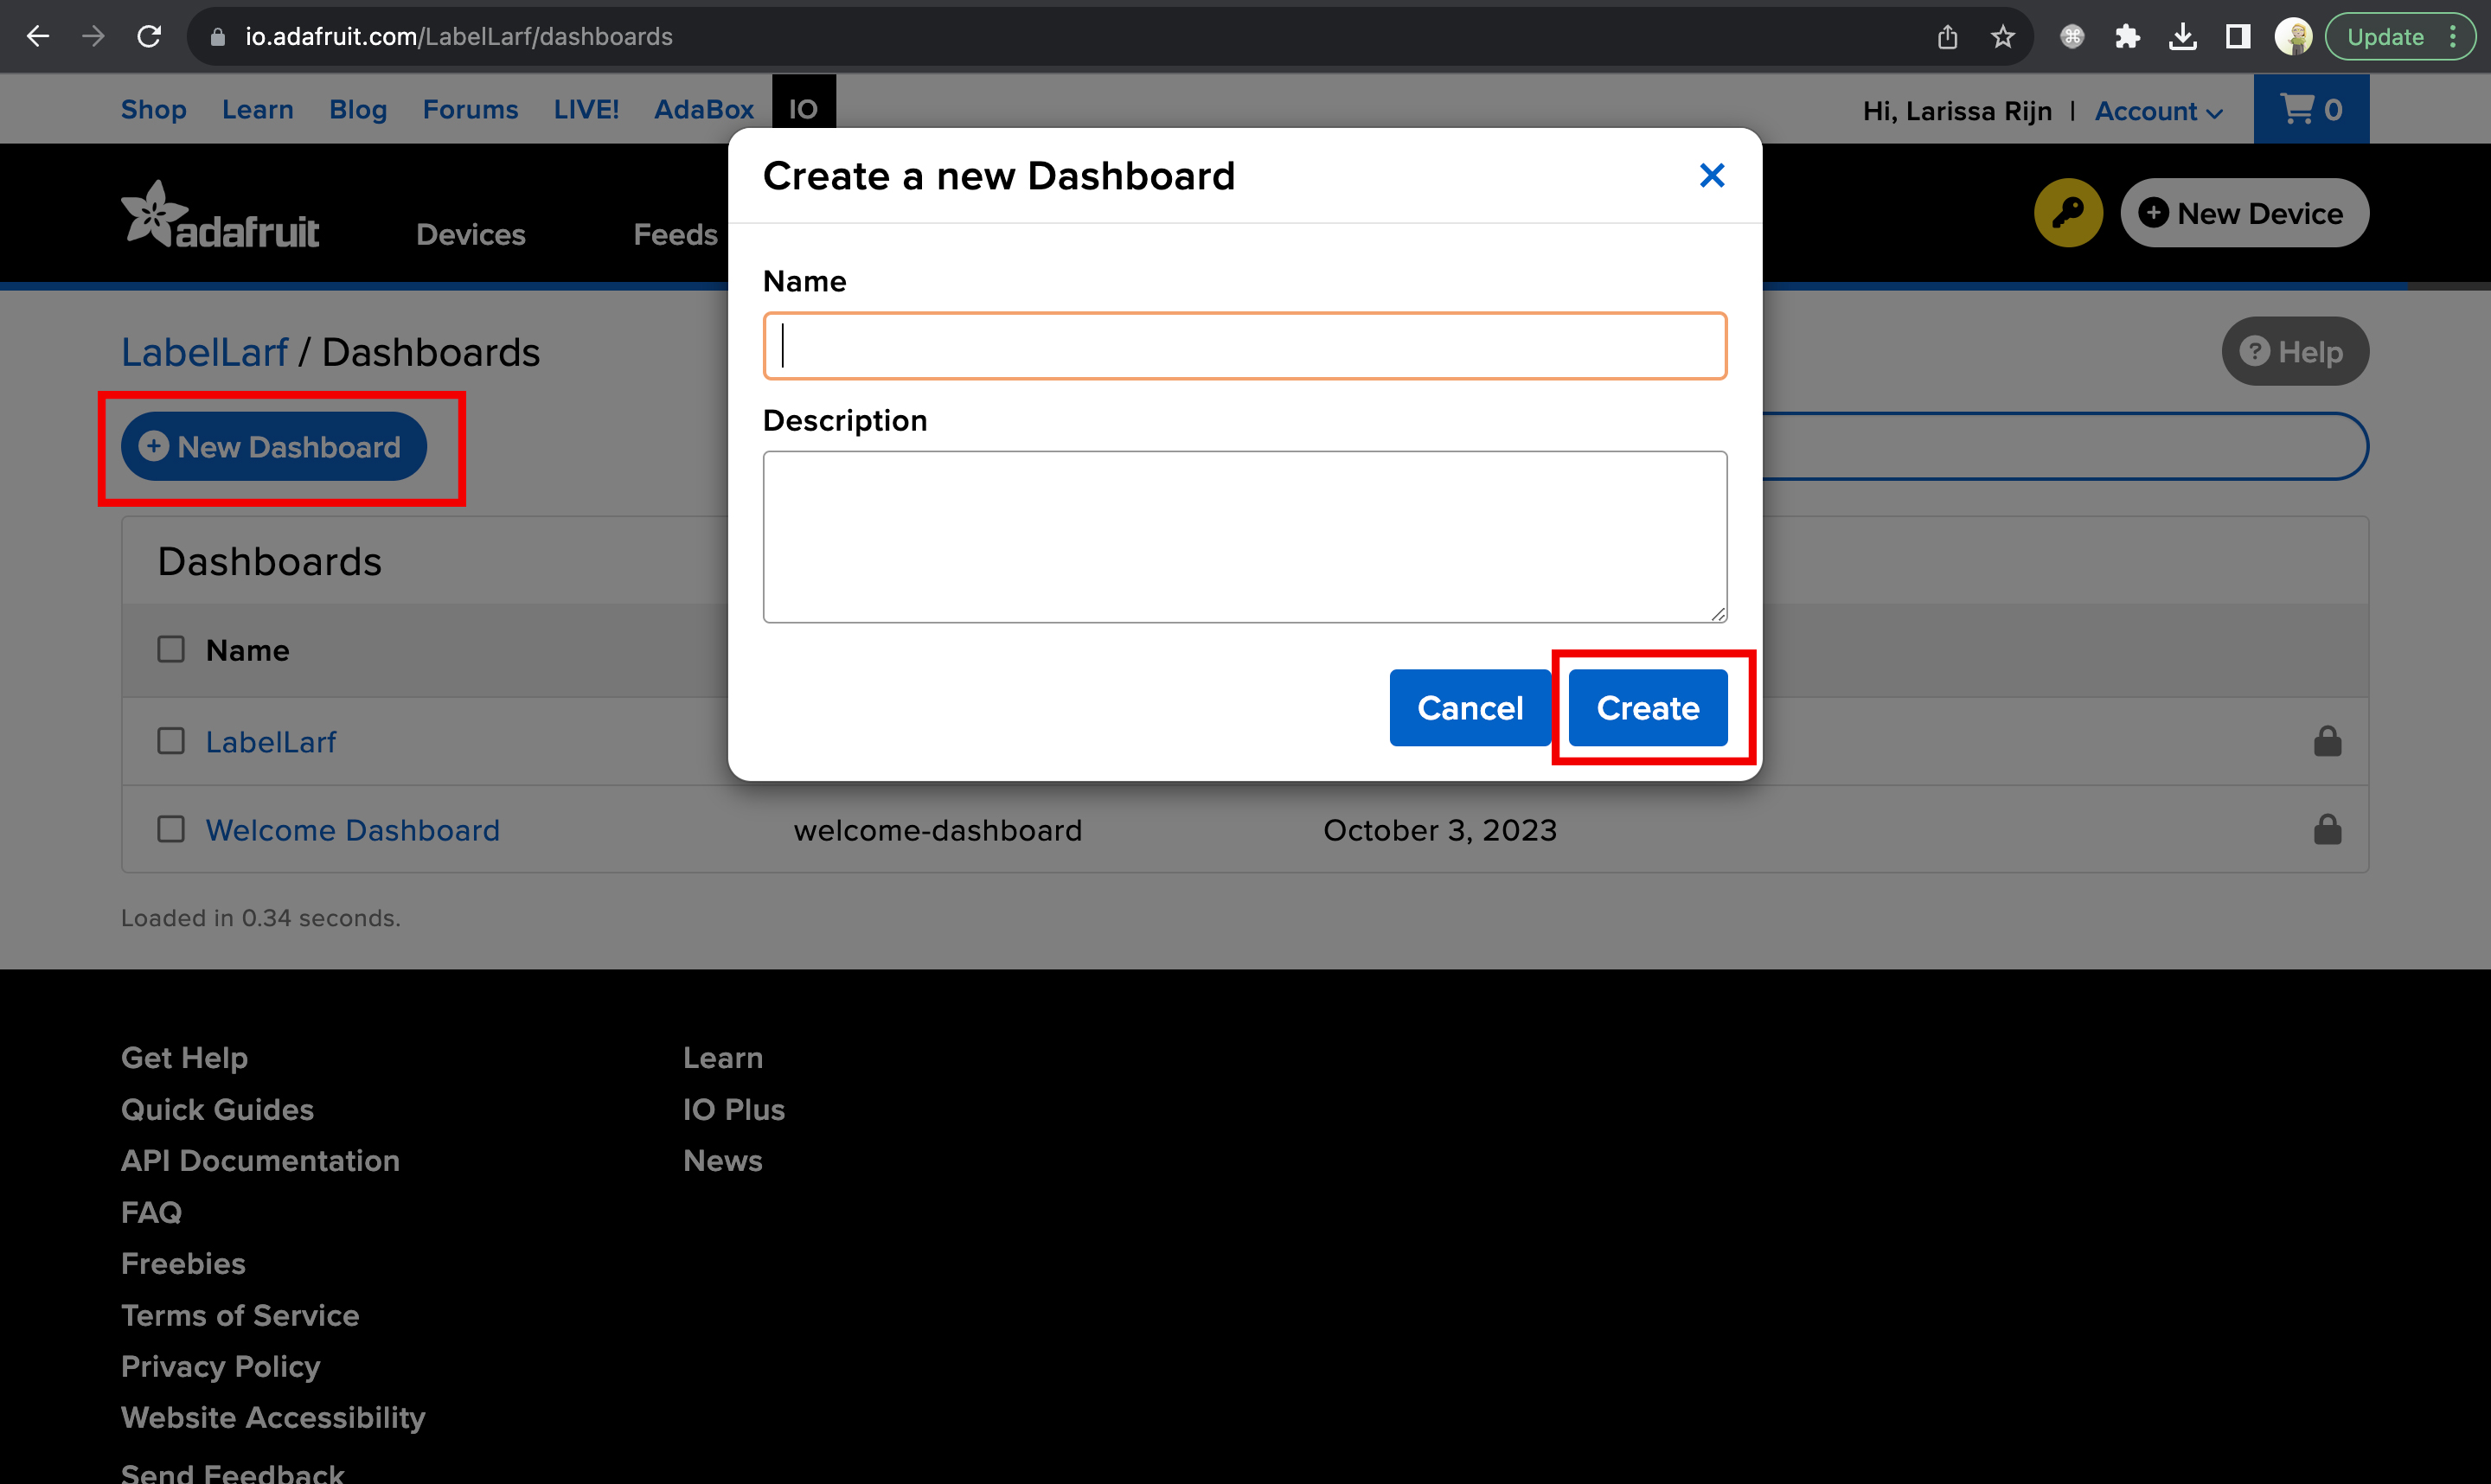 io.adafruit.com/LabelLarf/dashboards
Update
Shop Learn Blog Forums LIVE! AdaBox IO
Hi, Larissa Rijn | Account
0
adafruit
Devices
Feeds
New Device
LabelLarf / Dashboards
Help
New Dashboard
Create a new Dashboard
Name
Description
Cancel
Create
Dashboards
Name
LabelLarf
Welcome Dashboard
welcome-dashboard
October 3, 2023
Loaded in 0.34 seconds.
Get Help
Quick Guides
API Documentation
FAQ
Freebies
Terms of Service
Privacy Policy
Website Accessibility
Send Feedback
Learn
IO Plus
News